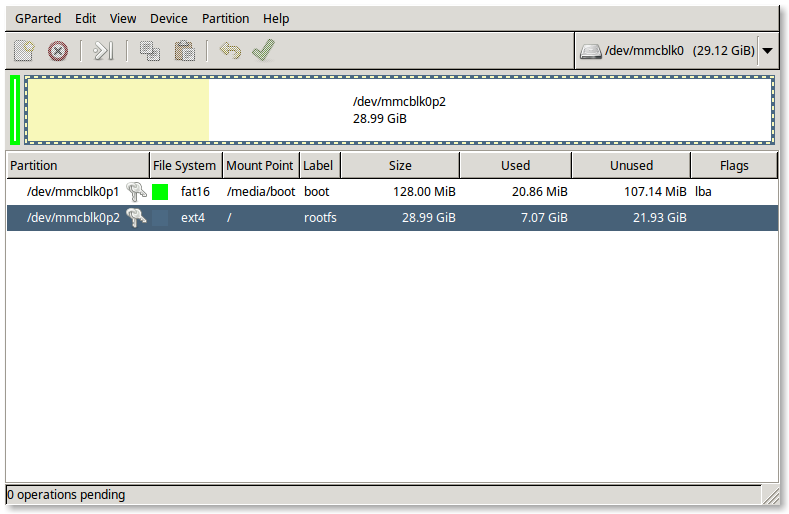 GParted Edit View Device Partition Help
/dev/mmcblk0 (29.12 GiB)
/dev/mmcblk0p2
28.99 GiB
Partition File System Mount Point Label Size Used Unused Flags
/dev/mmcblk0p1 fat16 /media/boot boot 128.00 MiB 20.86 MiB 107.14 MiB lba
/dev/mmcblk0p2 ext4 / rootfs 28.99 GiB 7.07 GiB 21.93 GiB
0 operations pending